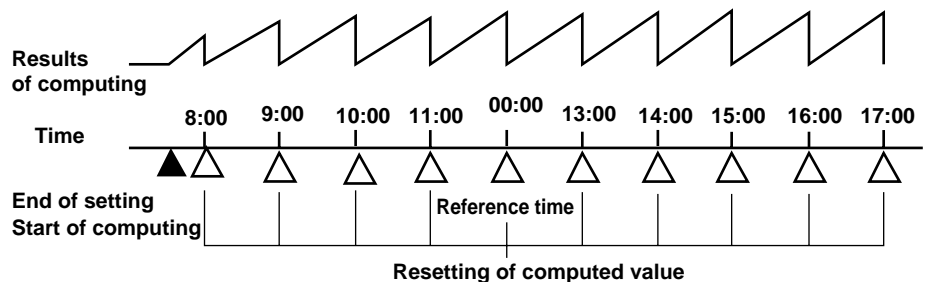 Results
of computing
Time
8:00 9:00 10:00 11:00 00:00 13:00 14:00 15:00 16:00 17:00
End of setting
Start of computing
Reference time
Resetting of computed value